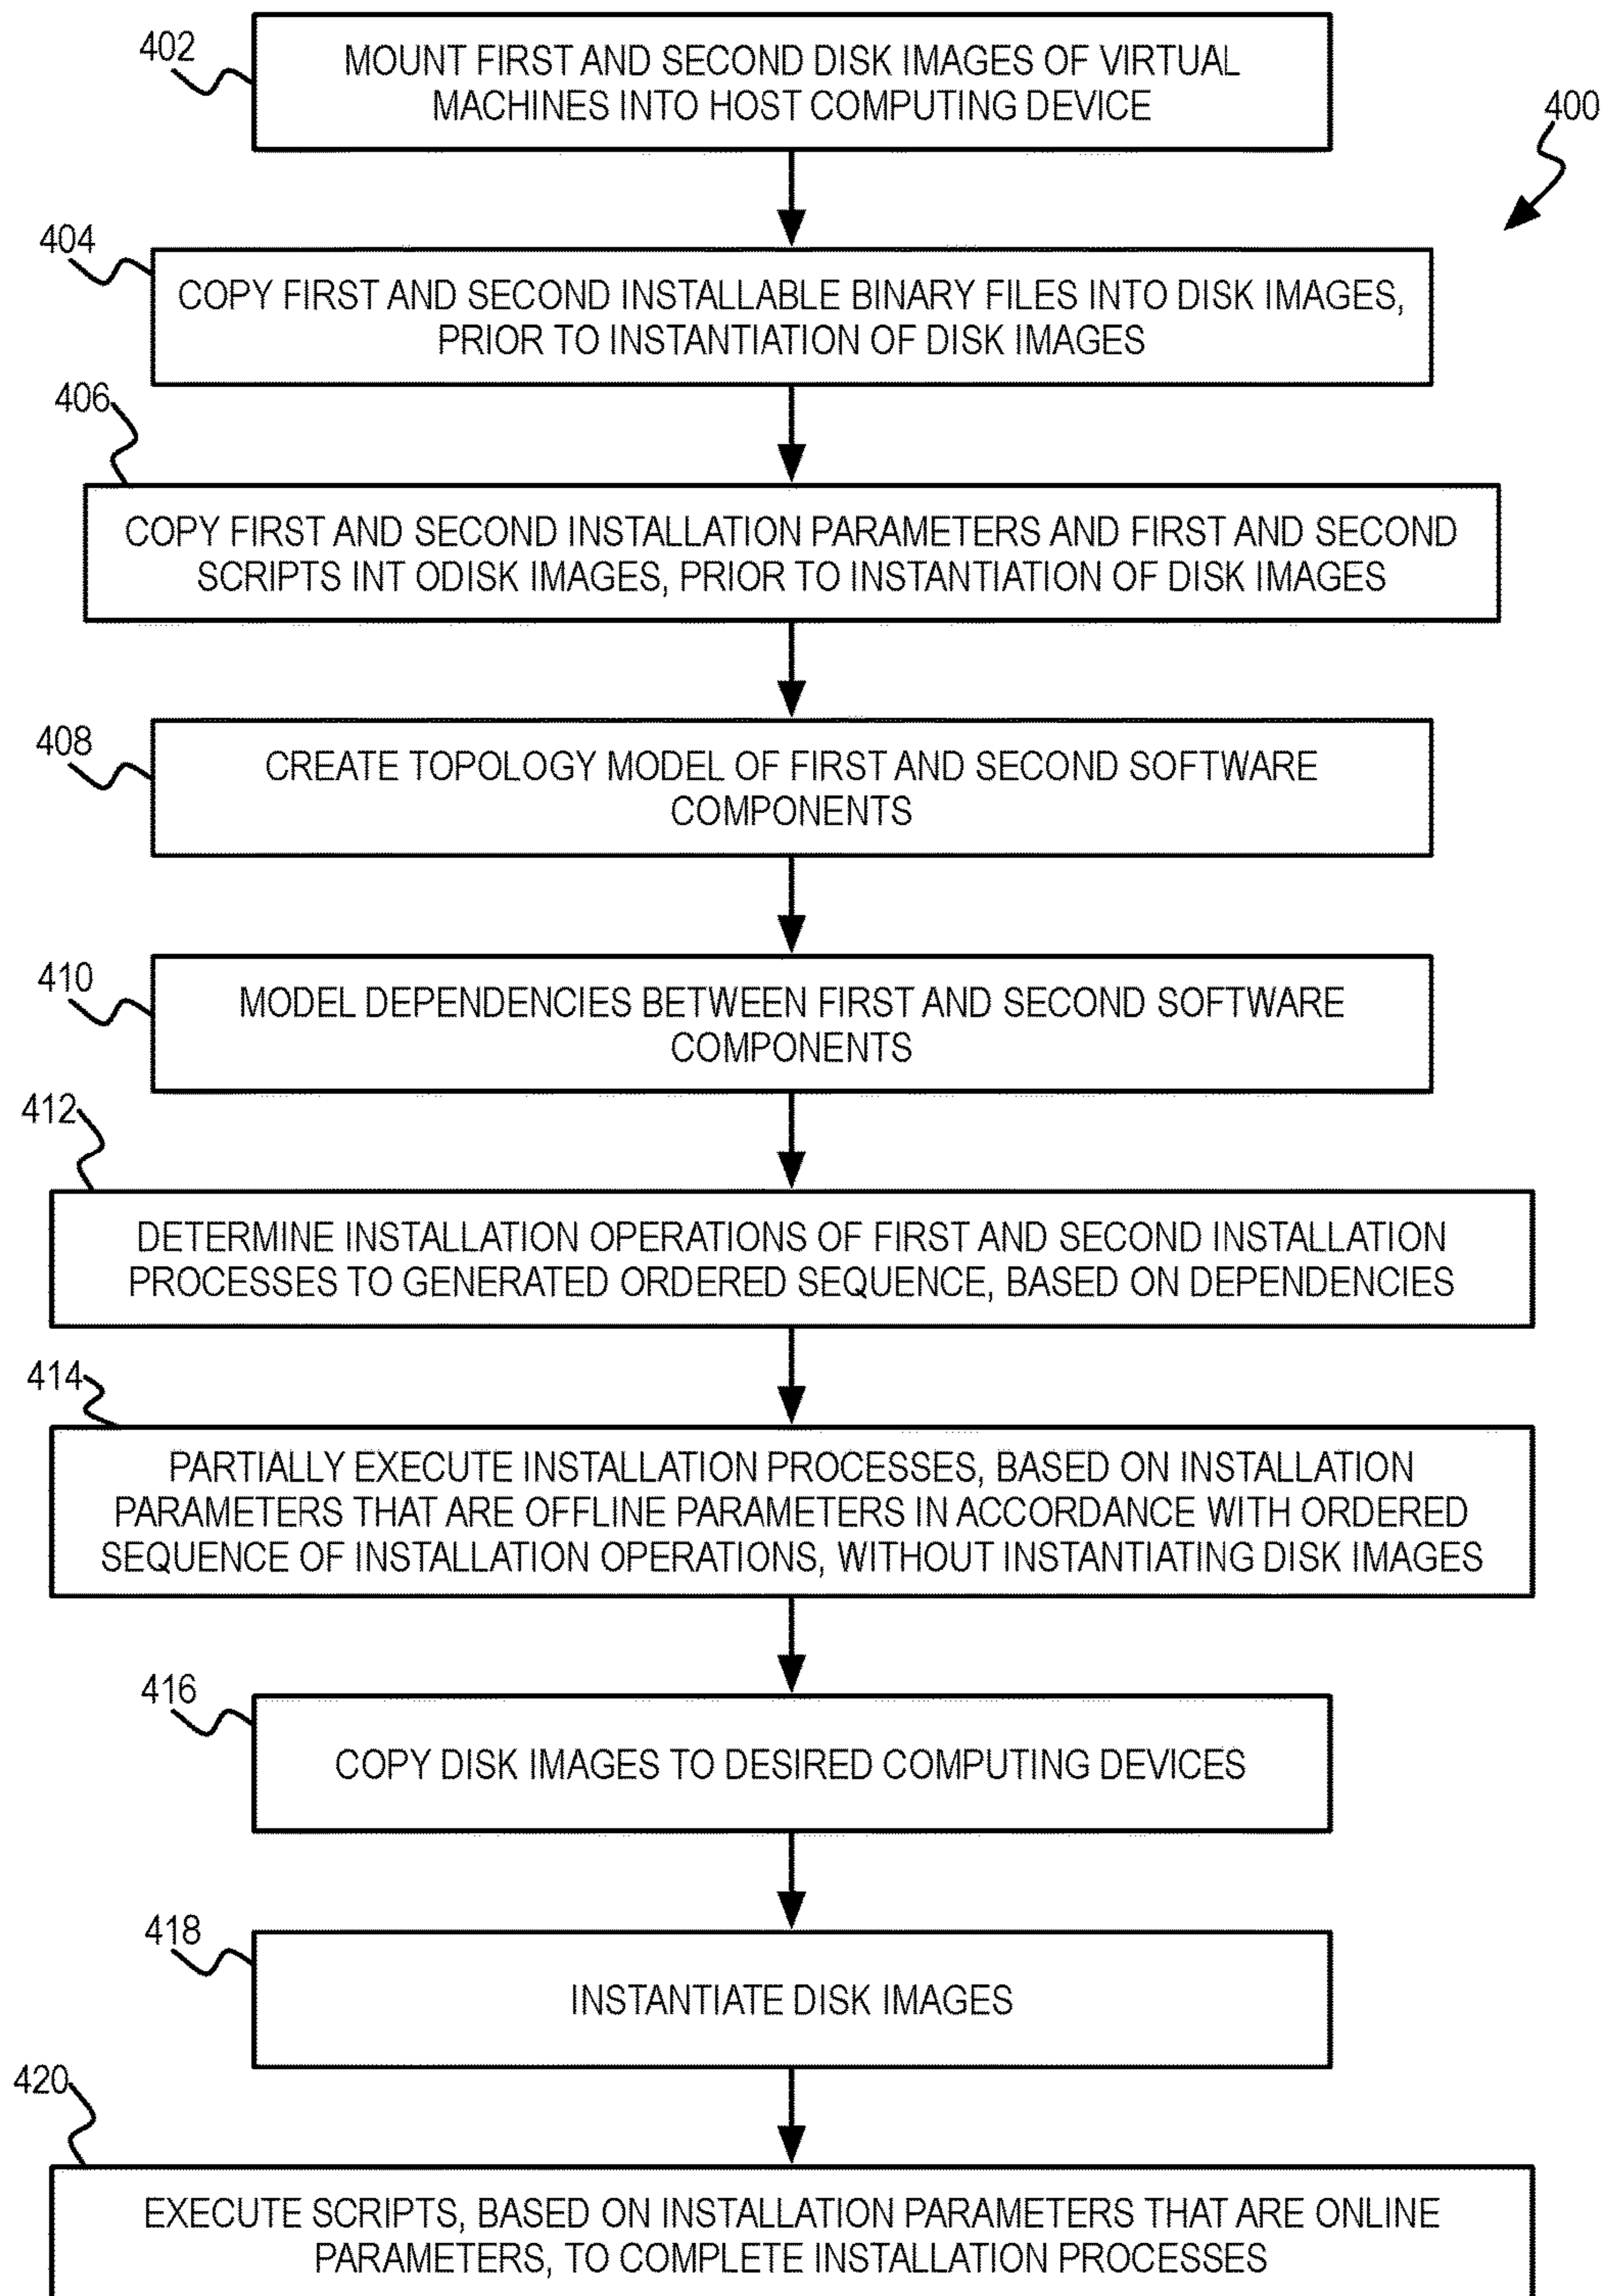 402
MOUNT FIRST AND SECOND DISK IMAGES OF VIRTUAL
MACHINES INTO HOST COMPUTING DEVICE
400
404
COPY FIRST AND SECOND INSTALLABLE BINARY FILES INTO DISK IMAGES,
PRIOR TO INSTANTIATION OF DISK IMAGES
406
COPY FIRST AND SECOND INSTALLATION PARAMETERS AND FIRST AND SECOND
SCRIPTS INT ODISK IMAGES, PRIOR TO INSTANTIATION OF DISK IMAGES
408
CREATE TOPOLOGY MODEL OF FIRST AND SECOND SOFTWARE
COMPONENTS
410
MODEL DEPENDENCIES BETWEEN FIRST AND SECOND SOFTWARE
COMPONENTS
412
DETERMINE INSTALLATION OPERATIONS OF FIRST AND SECOND INSTALLATION
PROCESSES TO GENERATED ORDERED SEQUENCE, BASED ON DEPENDENCIES
414
PARTIALLY EXECUTE INSTALLATION PROCESSES, BASED ON INSTALLATION
PARAMETERS THAT ARE OFFLINE PARAMETERS IN ACCORDANCE WITH ORDERED
SEQUENCE OF INSTALLATION OPERATIONS, WITHOUT INSTANTIATING DISK IMAGES
416
COPY DISK IMAGES TO DESIRED COMPUTING DEVICES
418
INSTANTIATE DISK IMAGES
420
EXECUTE SCRIPTS, BASED ON INSTALLATION PARAMETERS THAT ARE ONLINE
PARAMETERS, TO COMPLETE INSTALLATION PROCESSES